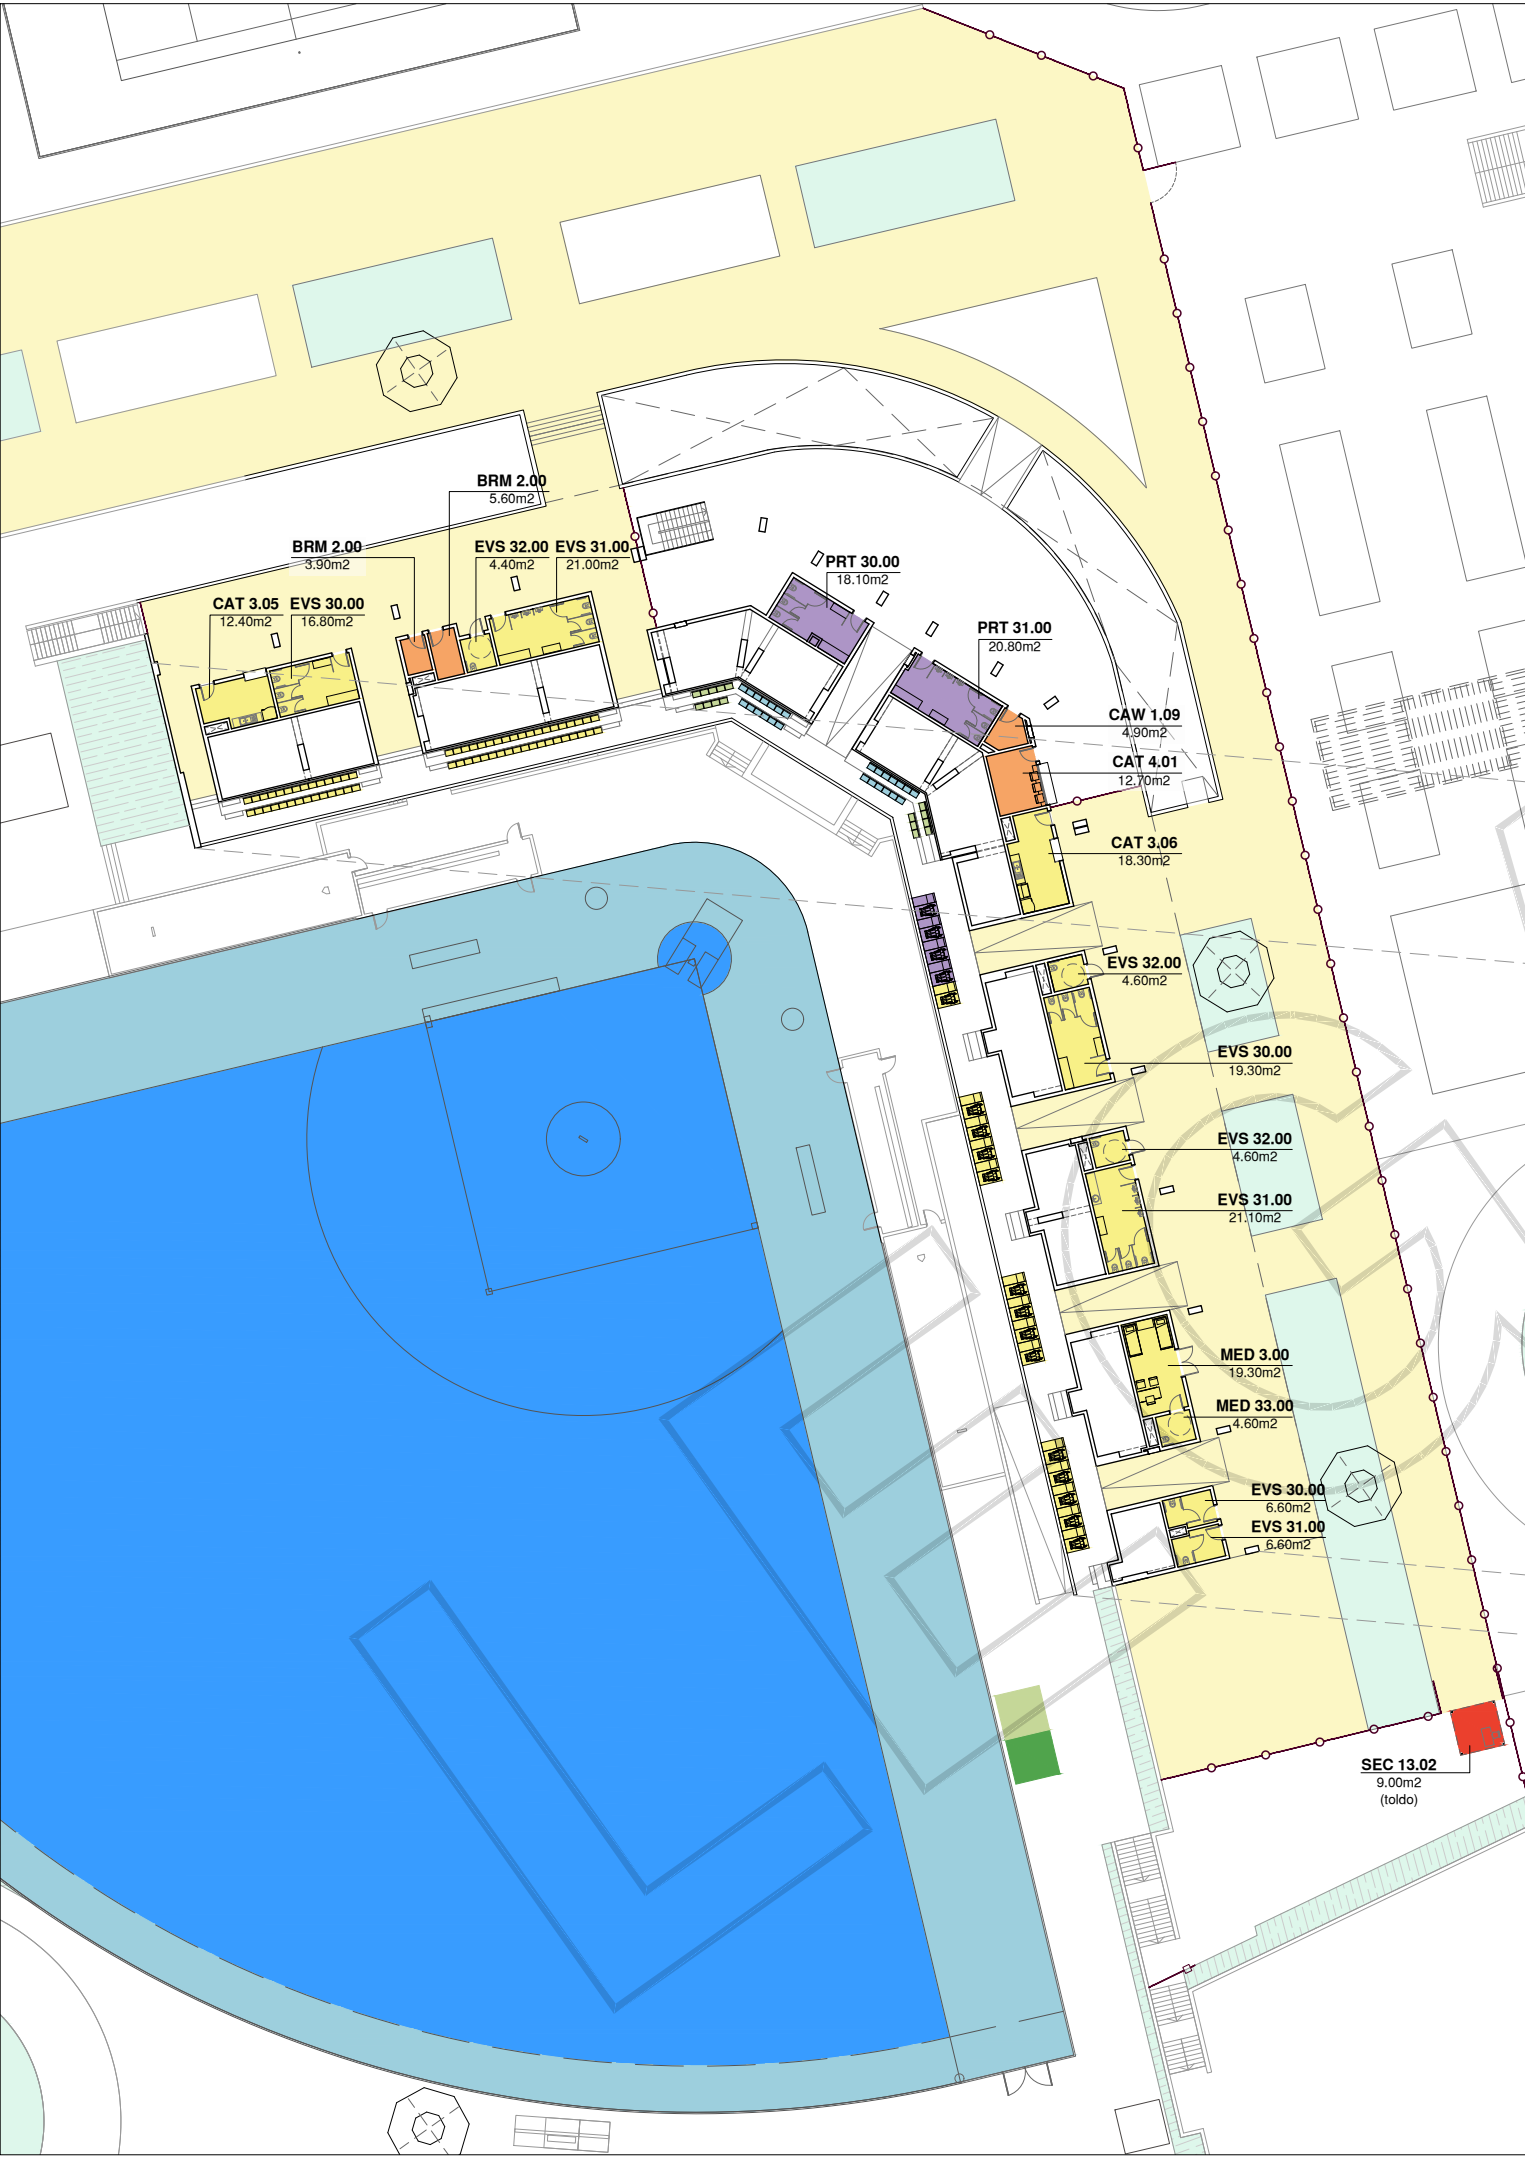 BRM 2.00
5.60m2
BRM 2.00
3.90m2
EVS 32.00
4.40m2
EVS 31.00
21.00m2
CAT 3.05
12.40m2
EVS 30.00
16.80m2
PRT 30.00
18.10m2
PRT 31.00
20.80m2
CAW 1.09
4.90m2
CAT 4.01
12.70m2
CAT 3.06
18.30m2
EVS 32.00
4.60m2
EVS 30.00
19.30m2
EVS 32.00
4.60m2
EVS 31.00
21.10m2
MED 3.00
19.30m2
MED 33.00
4.60m2
EVS 30.00
6.60m2
EVS 31.00
6.60m2
SEC 13.02
9.00m2
(toldo)